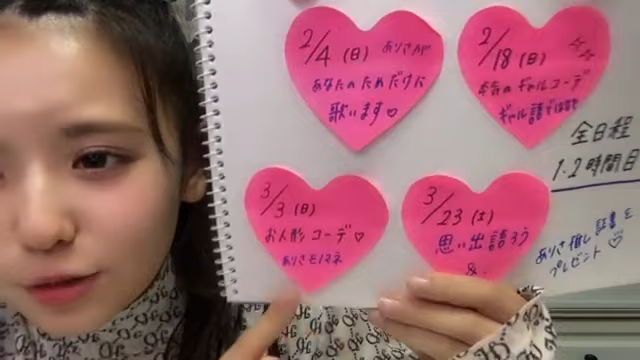 2/4 (日) ありさが
あなたのためだけに
歌います♡
2/18 (日)
本気のギャルコーデ
ギャル語で
3/3 (日)
お人形コーデ♡
ありさモノマネ
3/23 (土)
思い出語ろう
&
全日程
1.2時間目
ありさ推し証書を
プレゼント♡